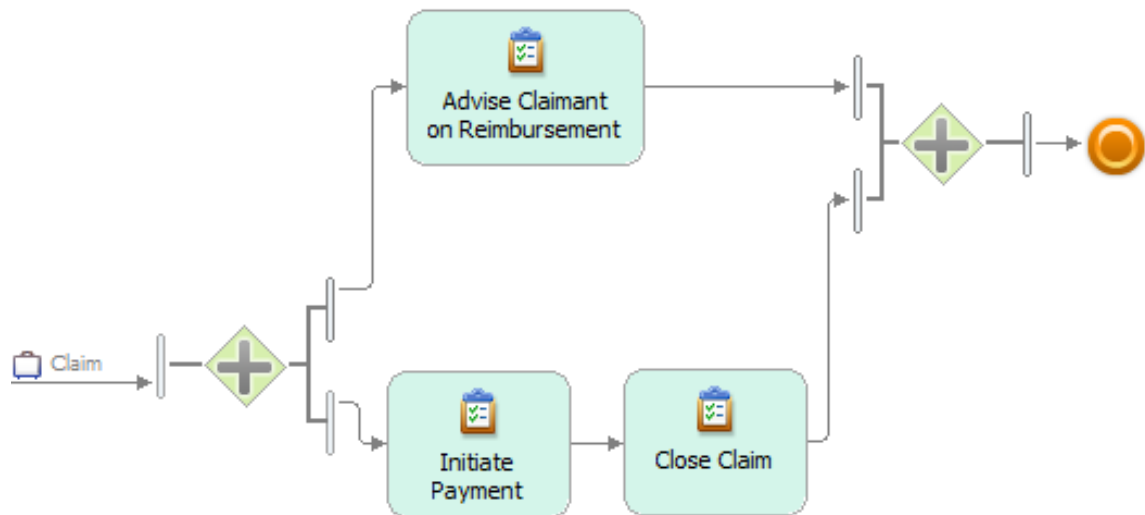 Advise Claimant
on Reimbursement
Claim
Initiate
Payment
Close Claim